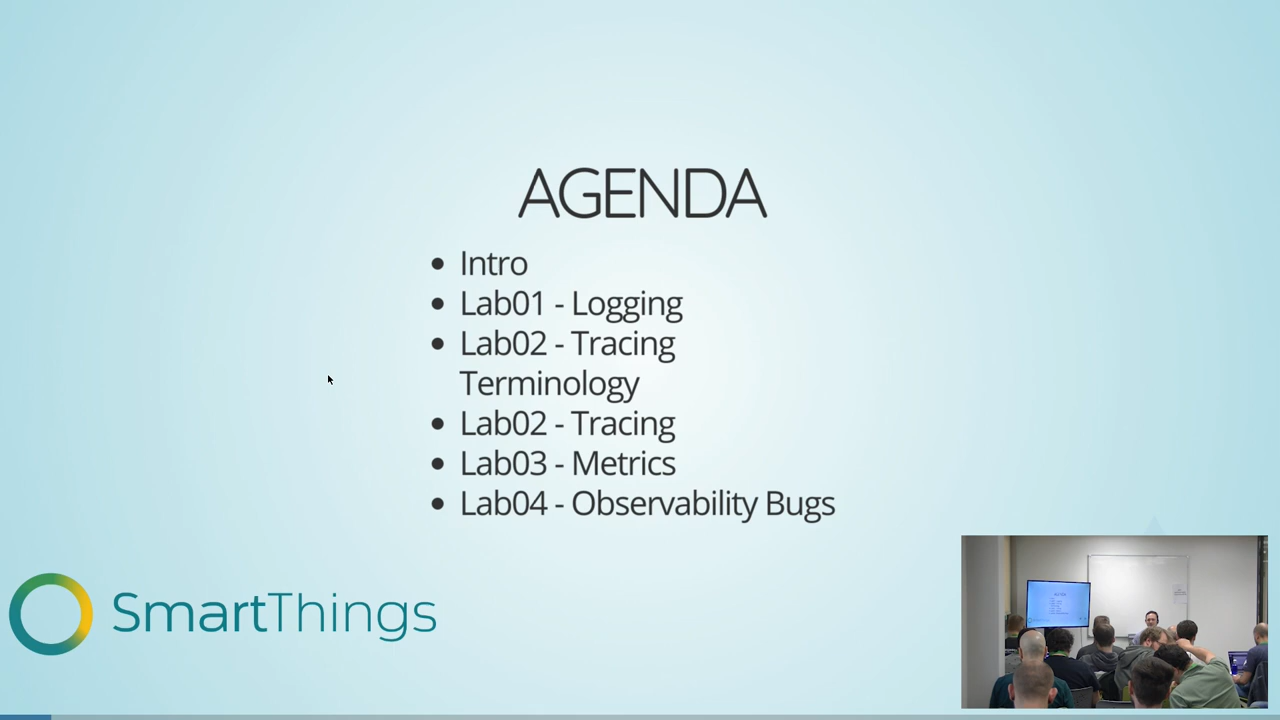 AGENDA
• Intro
• Lab01 - Logging
• Lab02 - Tracing
Terminology
• Lab02 - Tracing
• Lab03 - Metrics
• Lab04 - Observability Bugs
SmartThings